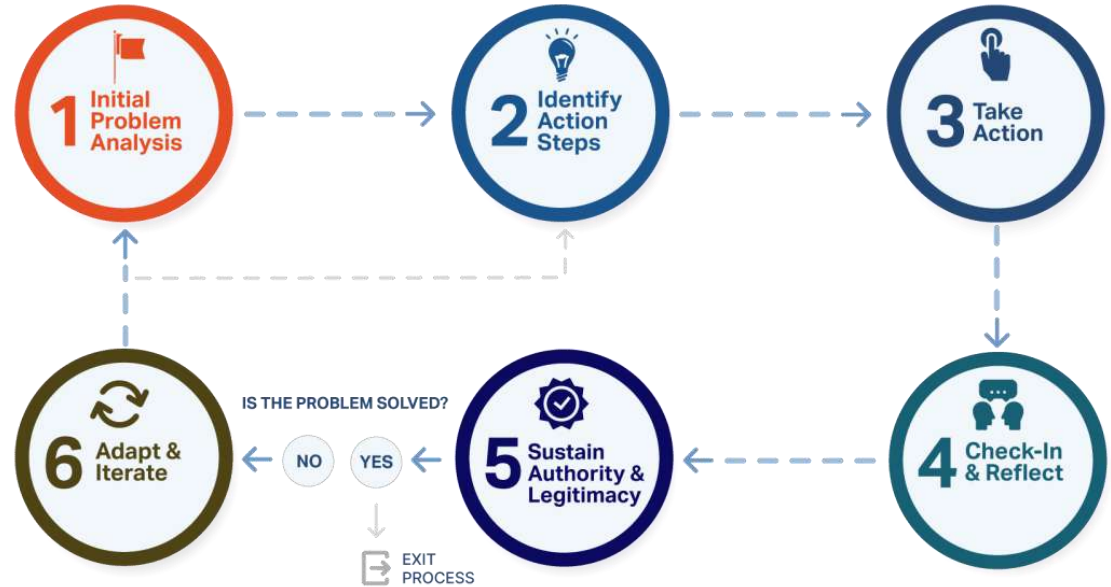 1 Initial
Problem
Analysis
2 Identify
Action
Steps
3 Take
Action
4 Check-In
& Reflect
5 Sustain
Authority &
Legitimacy
IS THE PROBLEM SOLVED?
YES
NO
EXIT
PROCESS
6 Adapt &
Iterate